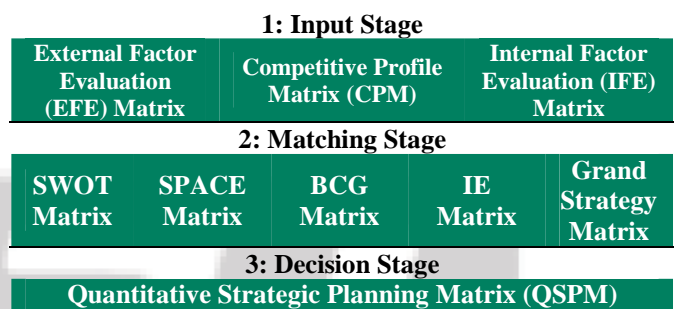 1: Input Stage
External Factor
Evaluation
(EFE) Matrix
Competitive Profile
Matrix (CPM)
Internal Factor
Evaluation (IFE)
Matrix
2: Matching Stage
SWOT
Matrix
SPACE
Matrix
BCG
Matrix
IE
Matrix
Grand
Strategy
Matrix
3: Decision Stage
Quantitative Strategic Planning Matrix (QSPM)